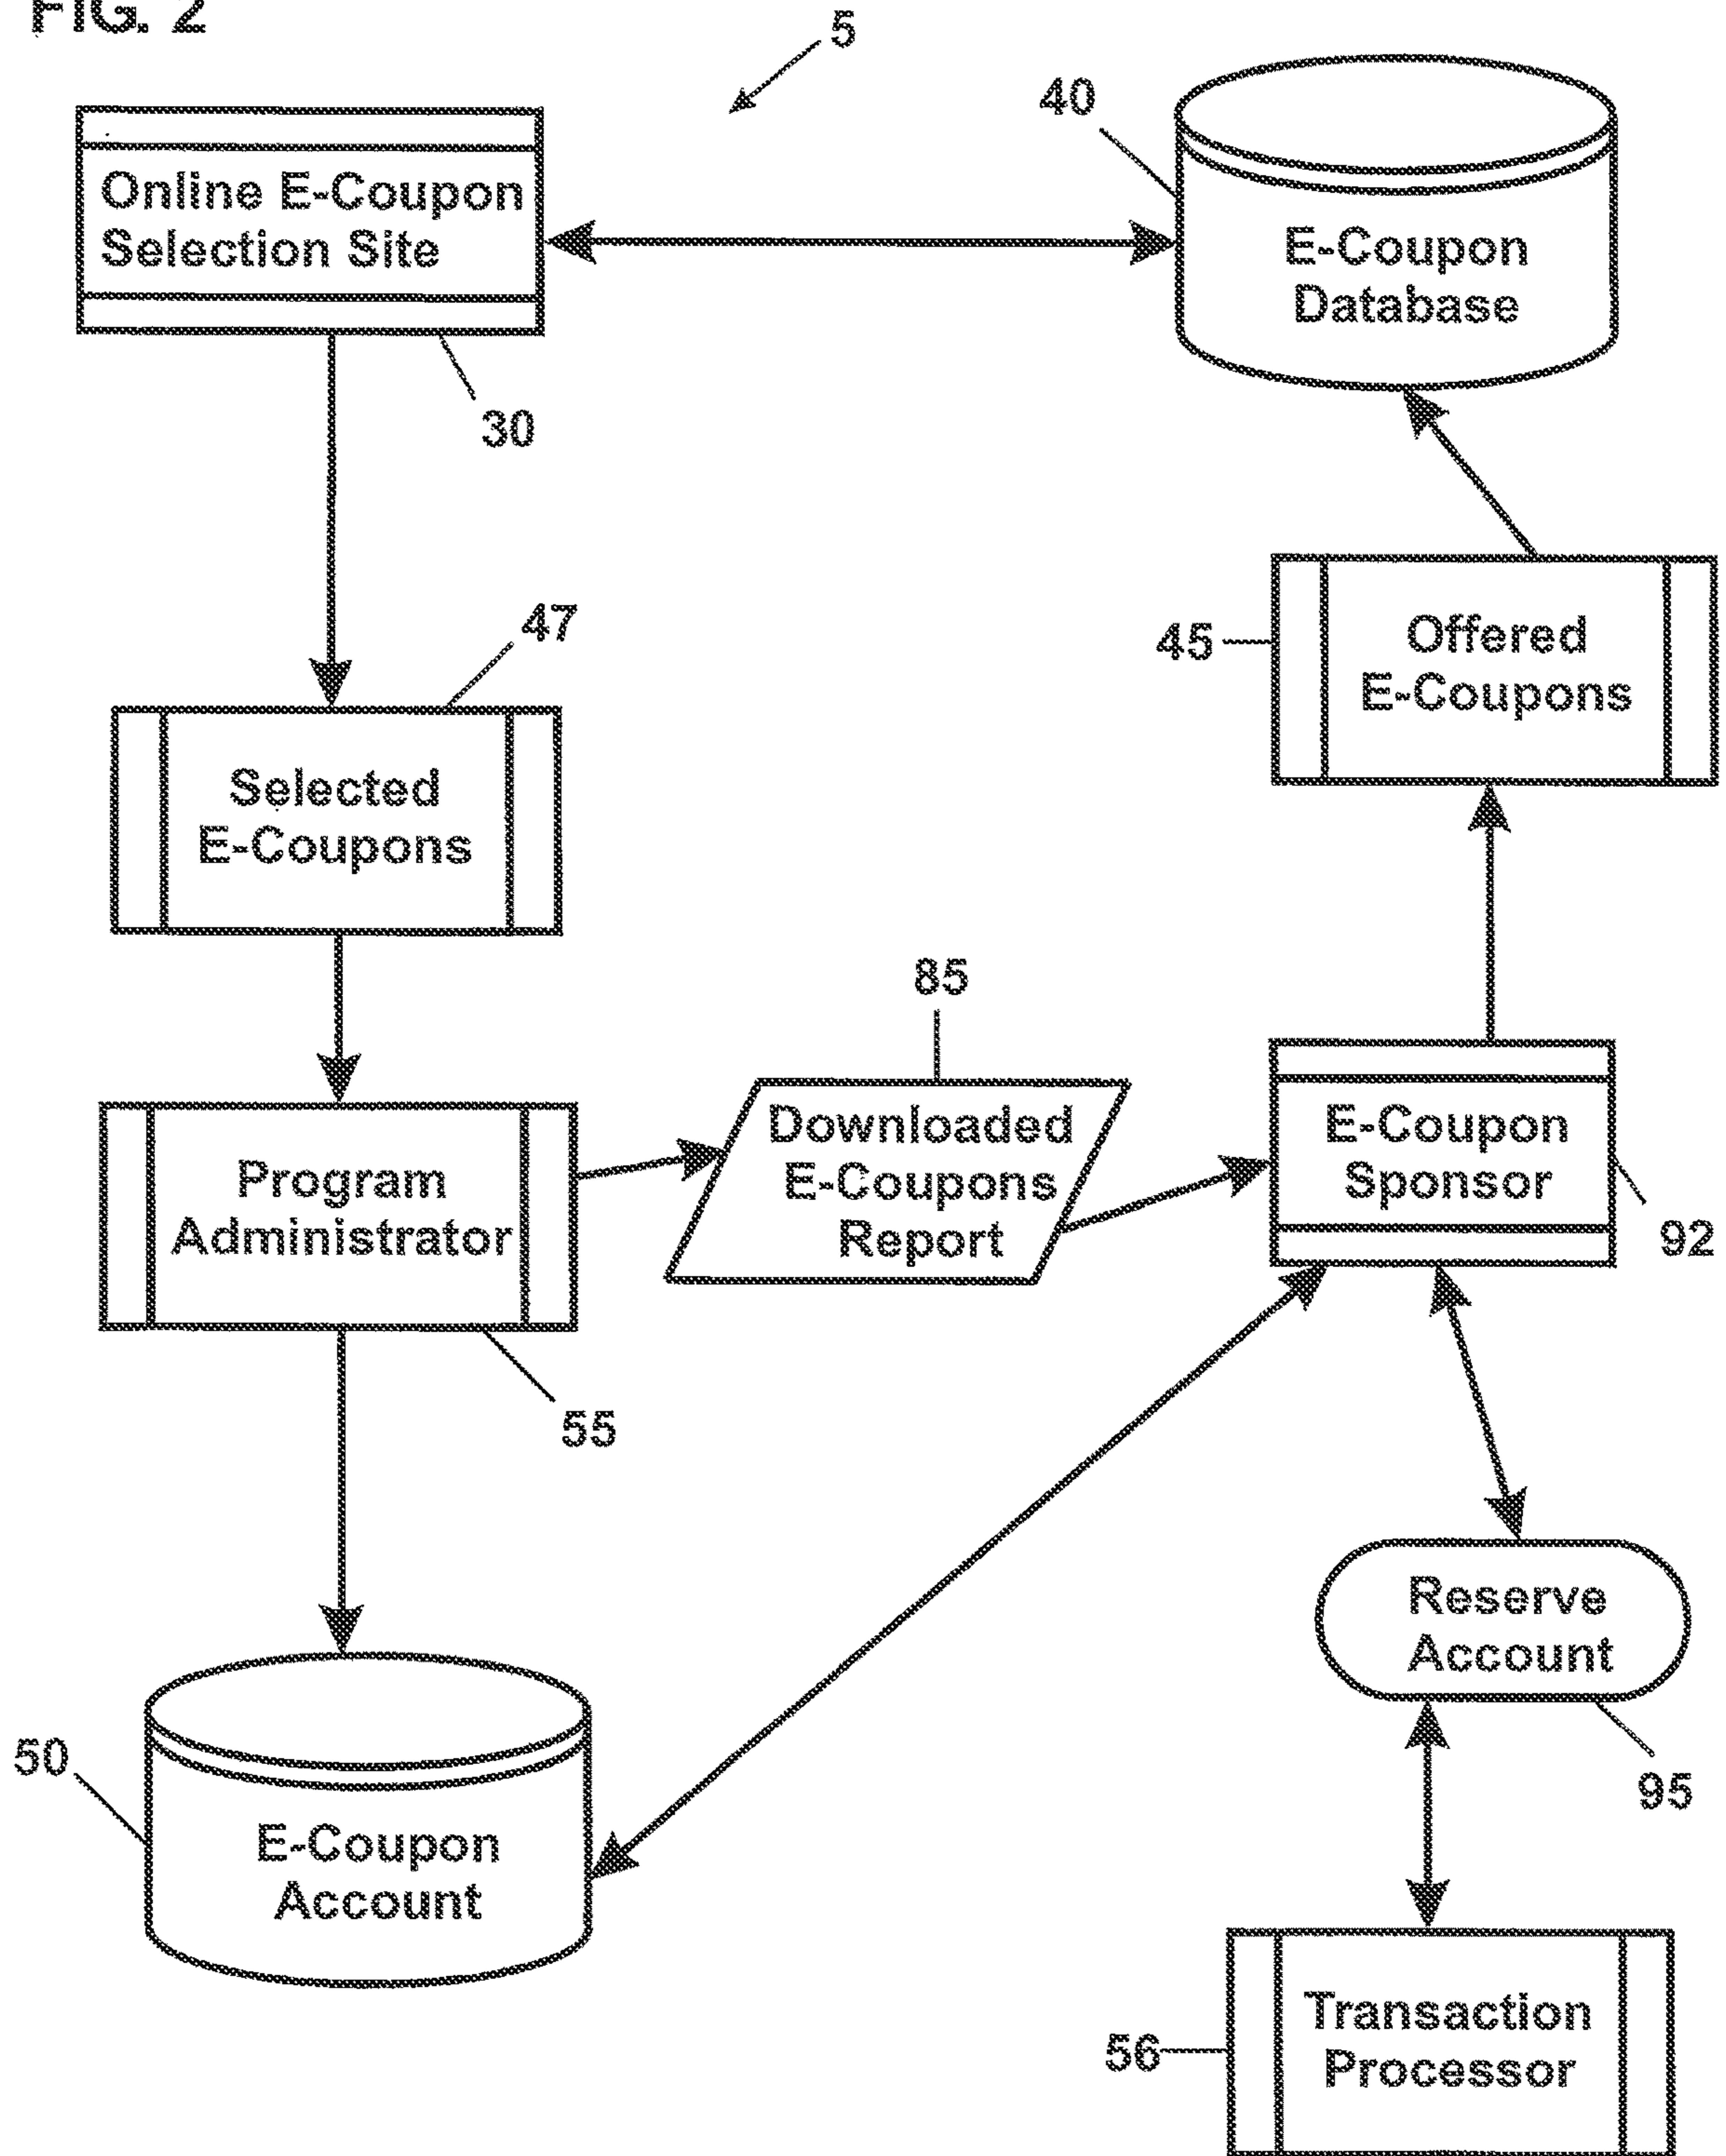 FIG. 2
5
40
Online E-Coupon
Selection Site
E-Coupon
Database
30
47
45
Offered
E-Coupons
Selected
E-Coupons
85
Downloaded
E-Coupons
Report
E-Coupon
Sponsor
92
Program
Administrator
55
Reserve
Account
95
50
E-Coupon
Account
56
Transaction
Processor